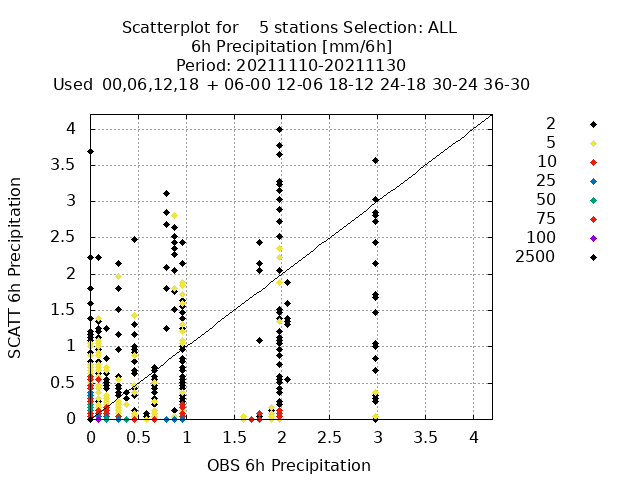 Scatterplot for    5 stations Selection: ALL
6h Precipitation [mm/6h]
Period: 20211110-20211130
Used  00,06,12,18  + 06-00 12-06 18-12 24-18 30-24 36-30
2
5
10
25
50
75
100
2500
4
3.5
3
2.5
2
1.5
1
0.5
0
SCATT 6h Precipitation
0 0.5 1 1.5 2 2.5 3 3.5 4
OBS 6h Precipitation